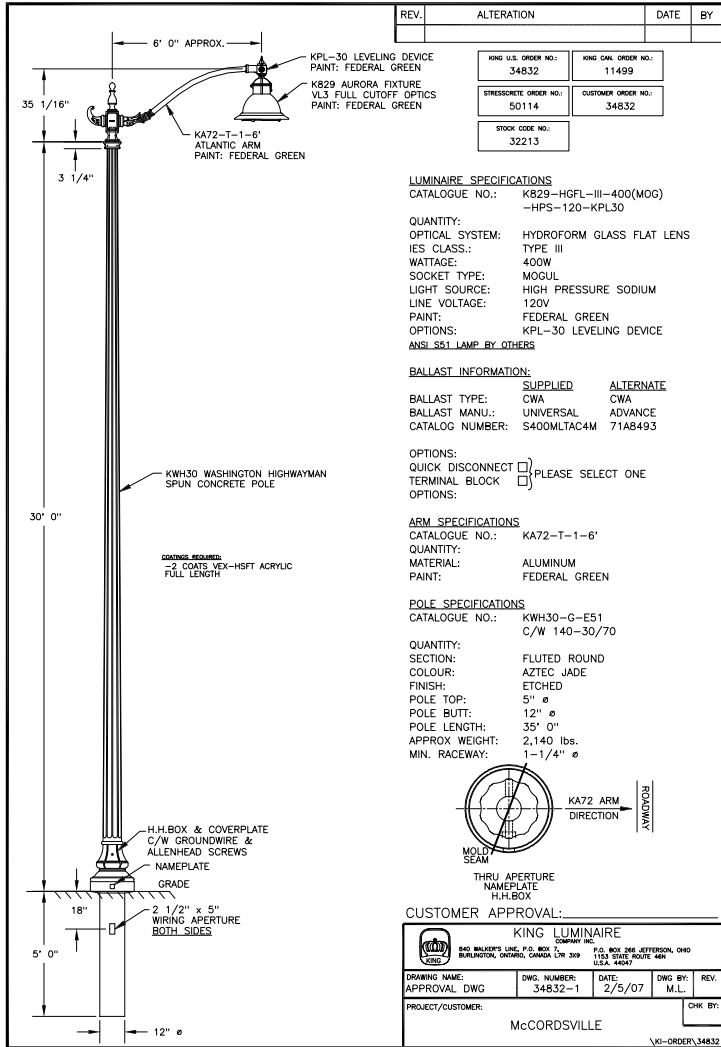 REV. ALTERATION DATE BY
6' 0" APPROX.
KPL-30 LEVELING DEVICE
PAINT: FEDERAL GREEN
K829 AURORA FIXTURE
VL3 FULL CUTOFF OPTICS
PAINT: FEDERAL GREEN
35 1/16"
KA72-T-1-6'
ATLANTIC ARM
PAINT: FEDERAL GREEN
3 1/4"
KING U.S. ORDER NO.:
34832
KING CAN. ORDER NO.:
11499
STRESSCRETE ORDER NO.:
50114
CUSTOMER ORDER NO.:
34832
STOCK CODE NO.:
32213
LUMINAIRE SPECIFICATIONS
CATALOGUE NO.: K829-HGFL-III-400(MOG)
-HPS-120-KPL30
QUANTITY:
OPTICAL SYSTEM: HYDROFORM GLASS FLAT LENS
IES CLASS.: TYPE III
WATTAGE: 400W
SOCKET TYPE: MOGUL
LIGHT SOURCE: HIGH PRESSURE SODIUM
LINE VOLTAGE: 120V
PAINT: FEDERAL GREEN
OPTIONS: KPL-30 LEVELING DEVICE
ANSI S51 LAMP BY OTHERS
BALLAST INFORMATION:
SUPPLIED ALTERNATE
BALLAST TYPE: CWA CWA
BALLAST MANU.: UNIVERSAL ADVANCE
CATALOG NUMBER: S400MLTAC4M 71A8493
OPTIONS:
QUICK DISCONNECT
TERMINAL BLOCK
PLEASE SELECT ONE
OPTIONS:
KWH30 WASHINGTON HIGHWAYMAN
SPUN CONCRETE POLE
30' 0"
COATINGS REQUIRED:
-2 COATS VEX-HSFT ACRYLIC
FULL LENGTH
ARM SPECIFICATIONS
CATALOGUE NO.: KA72-T-1-6'
QUANTITY:
MATERIAL: ALUMINUM
PAINT: FEDERAL GREEN
POLE SPECIFICATIONS
CATALOGUE NO.: KWH30-G-E51
C/W 140-30/70
QUANTITY:
SECTION: FLUTED ROUND
COLOUR: AZTEC JADE
FINISH: ETCHED
POLE TOP: 5" ø
POLE BUTT: 12" ø
POLE LENGTH: 35' 0"
APPROX WEIGHT: 2,140 lbs.
MIN. RACEWAY: 1-1/4" ø
KA72 ARM
DIRECTION
ROADWAY
MOLD
SEAM
THRU APERTURE
NAMEPLATE
H.H.BOX
H.H.BOX & COVERPLATE
C/W GROUNDWIRE &
ALLENHEAD SCREWS
NAMEPLATE
GRADE
18"
2 1/2" x 5"
WIRING APERTURE
BOTH SIDES
5' 0"
12" ø
CUSTOMER APPROVAL:
KING
KING LUMINAIRE
COMPANY INC.
840 WALKER'S LINE, P.O. BOX 7,
BURLINGTON, ONTARIO, CANADA L7R 3X9
P.O. BOX 266 JEFFERSON, OHIO
1153 STATE ROUTE 46N
U.S.A. 44047
DRAWING NAME:
APPROVAL DWG
DWG. NUMBER:
34832-1
DATE:
2/5/07
DWG BY:
M.L.
REV.
PROJECT/CUSTOMER:
McCORDSVILLE
CHK BY:
\KI-ORDER\34832